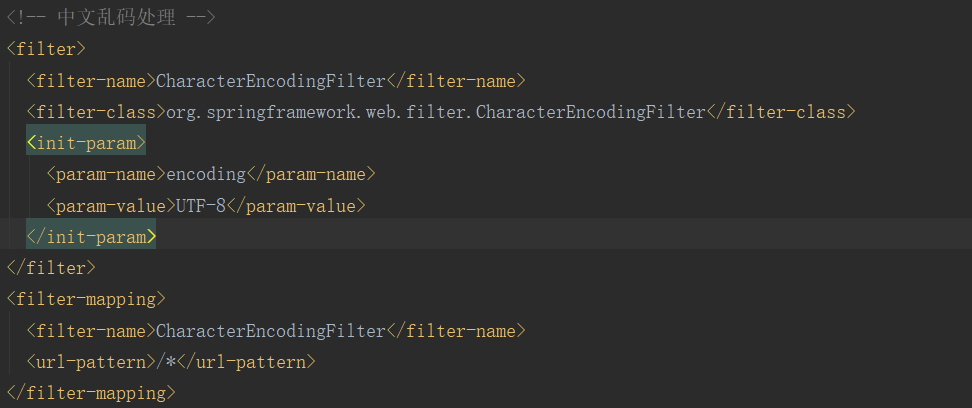 <!-- 中文乱码处理 -->
<filter>
  <filter-name>CharacterEncodingFilter</filter-name>
  <filter-class>org.springframework.web.filter.CharacterEncodingFilter</filter-class>
  <init-param>
    <param-name>encoding</param-name>
    <param-value>UTF-8</param-value>
  </init-param>
</filter>
<filter-mapping>
  <filter-name>CharacterEncodingFilter</filter-name>
  <url-pattern>/*</url-pattern>
</filter-mapping>